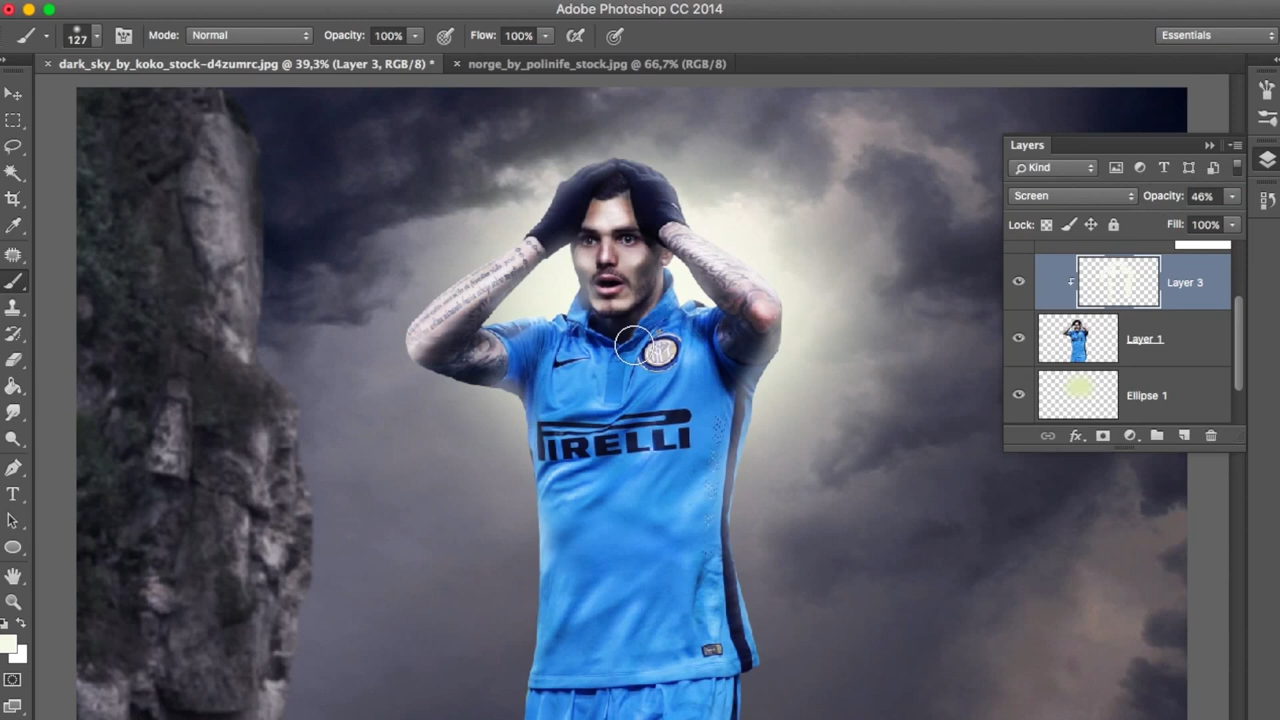 Adobe Photoshop CC 2014
127 Mode: Normal Opacity: 100% Flow: 100% Essentials
× dark_sky_by_koko_stock-d4zumrc.jpg @ 39,3% (Layer 3, RGB/8) * × norge_by_polinife_stock.jpg @ 66,7% (RGB/8)
Layers
Kind
Screen Opacity: 46%
Lock: Fill: 100%
Layer 3
Layer 1
Ellipse 1
fx
PIRELLI